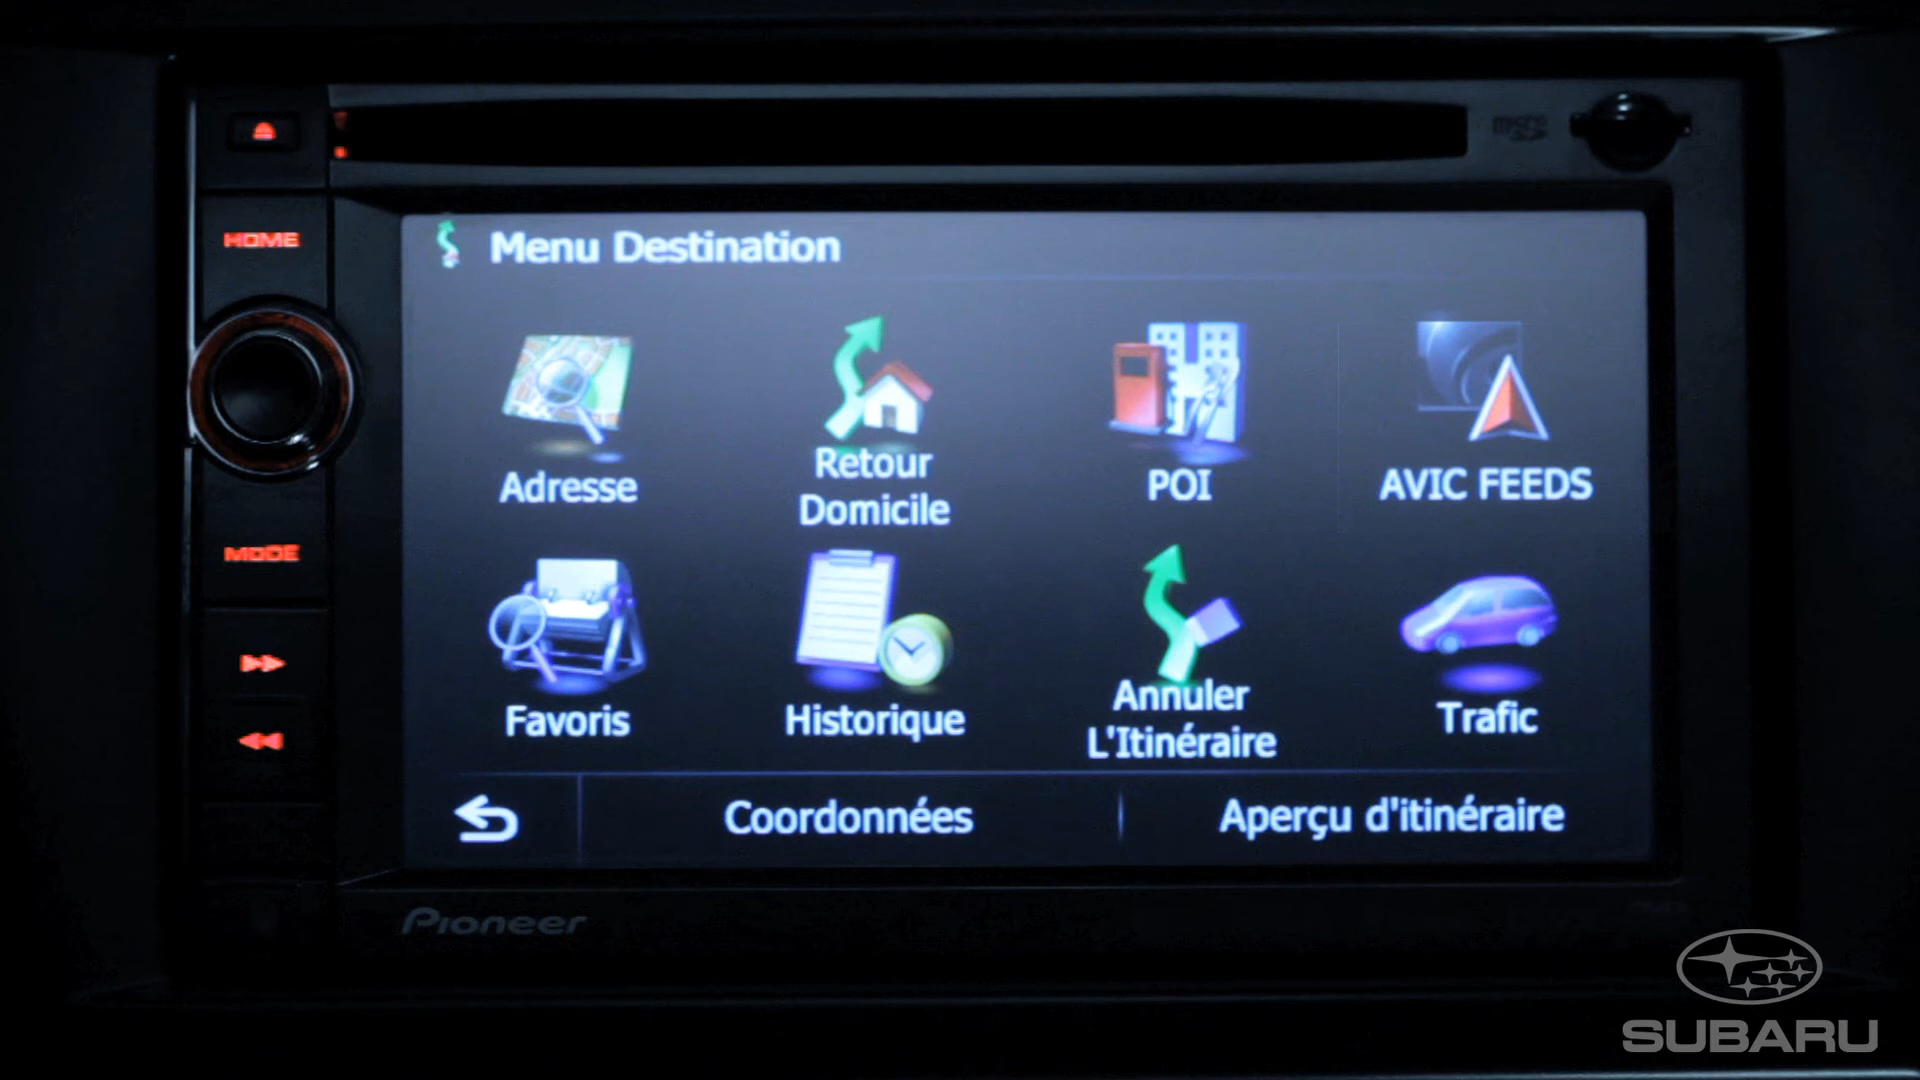 microSD
HOME
Menu Destination
Adresse
Retour
Domicile
POI
AVIC FEEDS
MODE
Favoris
Historique
Annuler
L'Itinéraire
Trafic
Coordonnées
Aperçu d'itinéraire
Pioneer
SUBARU